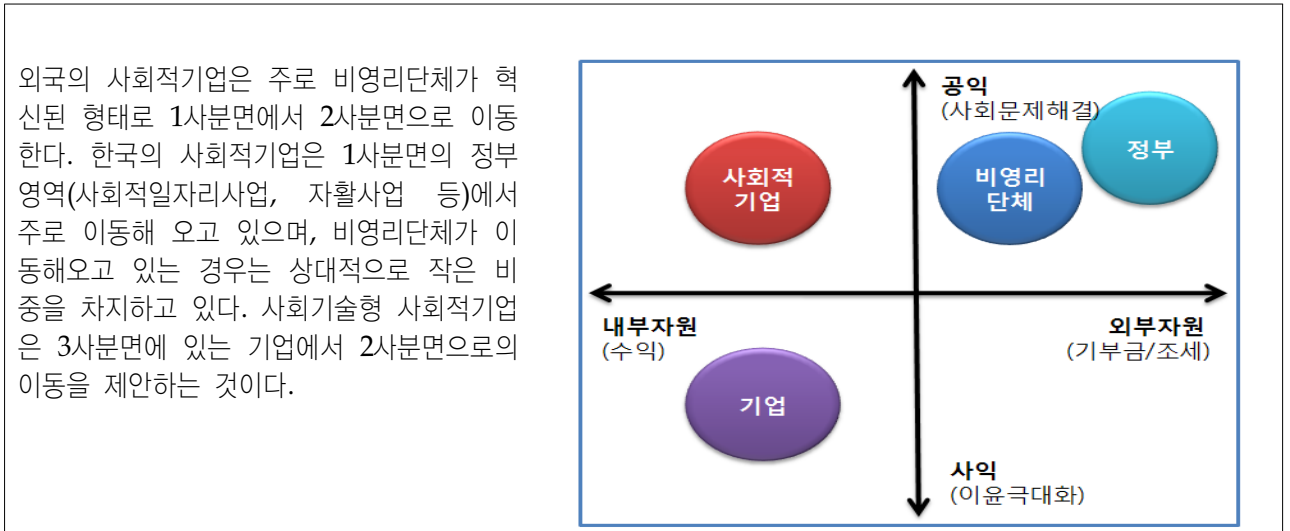 외국의 사회적기업은 주로 비영리단체가 혁
신된 형태로 1사분면에서 2사분면으로 이동
한다. 한국의 사회적기업은 1사분면의 정부
영역(사회적일자리사업, 자활사업 등)에서
주로 이동해 오고 있으며, 비영리단체가 이
동해오고 있는 경우는 상대적으로 작은 비
중을 차지하고 있다. 사회기술형 사회적기업
은 3사분면에 있는 기업에서 2사분면으로의
이동을 제안하는 것이다.
공익
(사회문제해결)
정부
사회적
기업
비영리
단체
내부자원
(수익)
외부자원
(기부금/조세)
기업
사익
(이윤극대화)